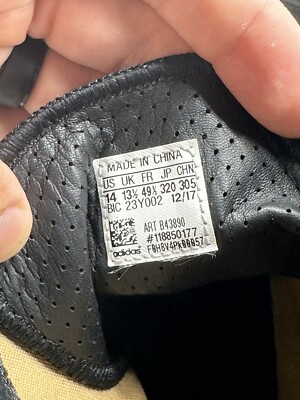 MADE IN CHINA
US UK FR JP CHN
14 13½ 49⅓ 320 305
BIC 23Y002 12/17
ART B43890
#118850177
adidas